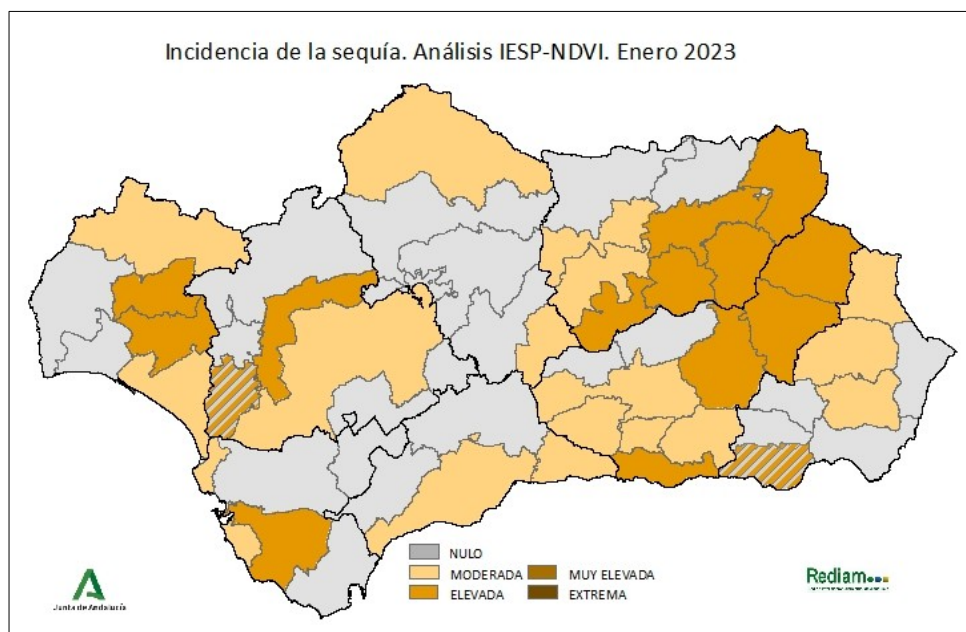 Incidencia de la sequía. Análisis IESP-NDVI. Enero 2023
NULO
MODERADA
MUY ELEVADA
ELEVADA
EXTREMA
Junta de Andalucía
Rediam